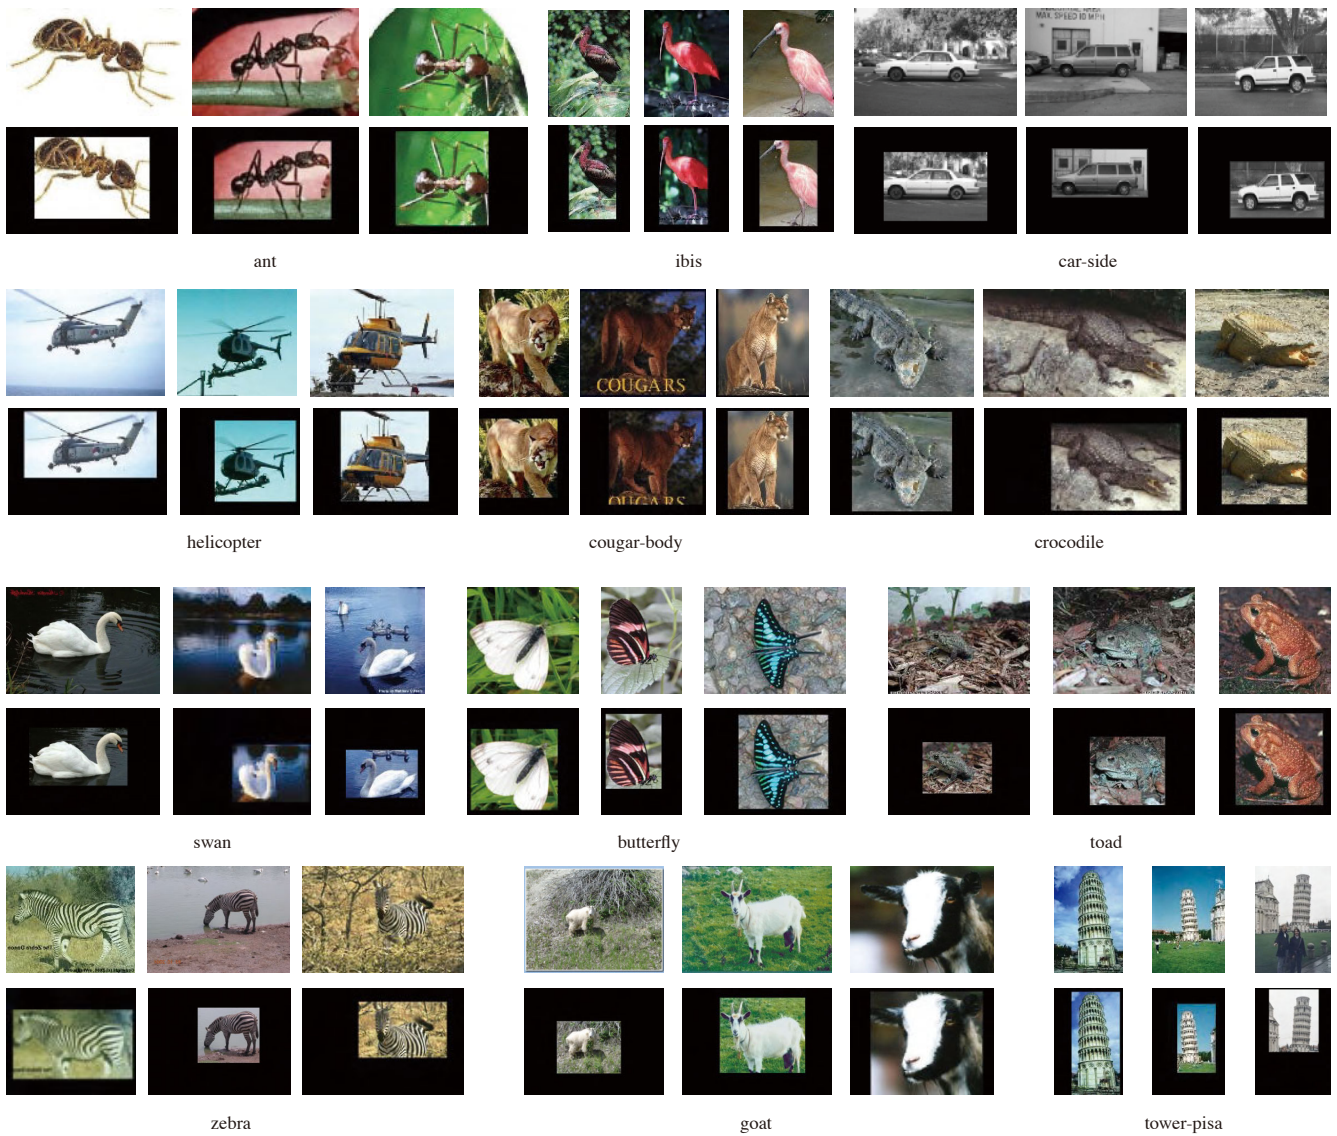 MAX. SPEED 10 MPH
ant
ibis
car-side
COUGARS
OUGARS
helicopter
cougar-body
crocodile
swan
butterfly
toad
zebra
goat
tower-pisa